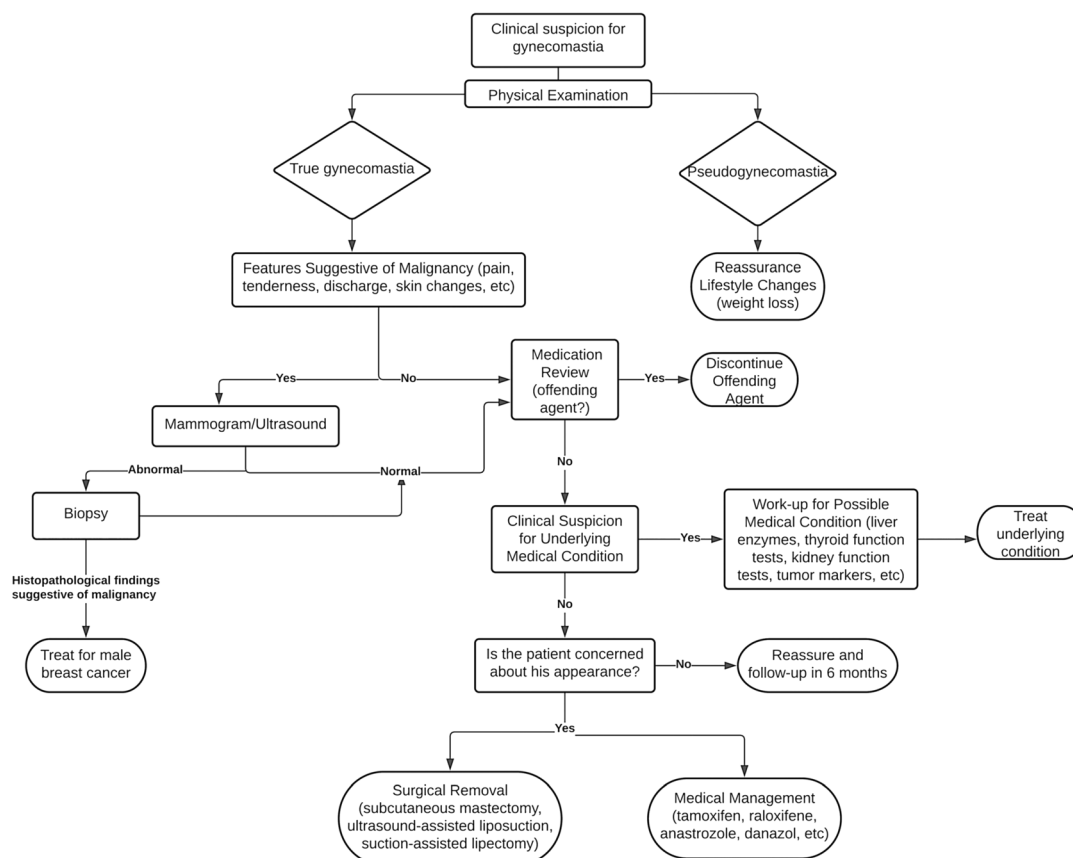 Clinical suspicion for
gynecomastia
Physical Examination
True gynecomastia
Pseudogynecomastia
Features Suggestive of Malignancy (pain,
tenderness, discharge, skin changes, etc)
Reassurance
Lifestyle Changes
(weight loss)
Yes
No
Medication
Review
(offending
agent?)
Yes
Discontinue
Offending
Agent
Mammogram/Ultrasound
Abnormal
Normal
No
Biopsy
Clinical Suspicion
for Underlying
Medical Condition
Yes
Work-up for Possible
Medical Condition (liver
enzymes, thyroid function
tests, kidney function
tests, tumor markers, etc)
Treat
underlying
condition
Histopathological findings
suggestive of malignancy
No
Treat for male
breast cancer
Is the patient concerned
about his appearance?
No
Reassure and
follow-up in 6 months
Yes
Surgical Removal
(subcutaneous mastectomy,
ultrasound-assisted liposuction,
suction-assisted lipectomy)
Medical Management
(tamoxifen, raloxifene,
anastrozole, danazol, etc)